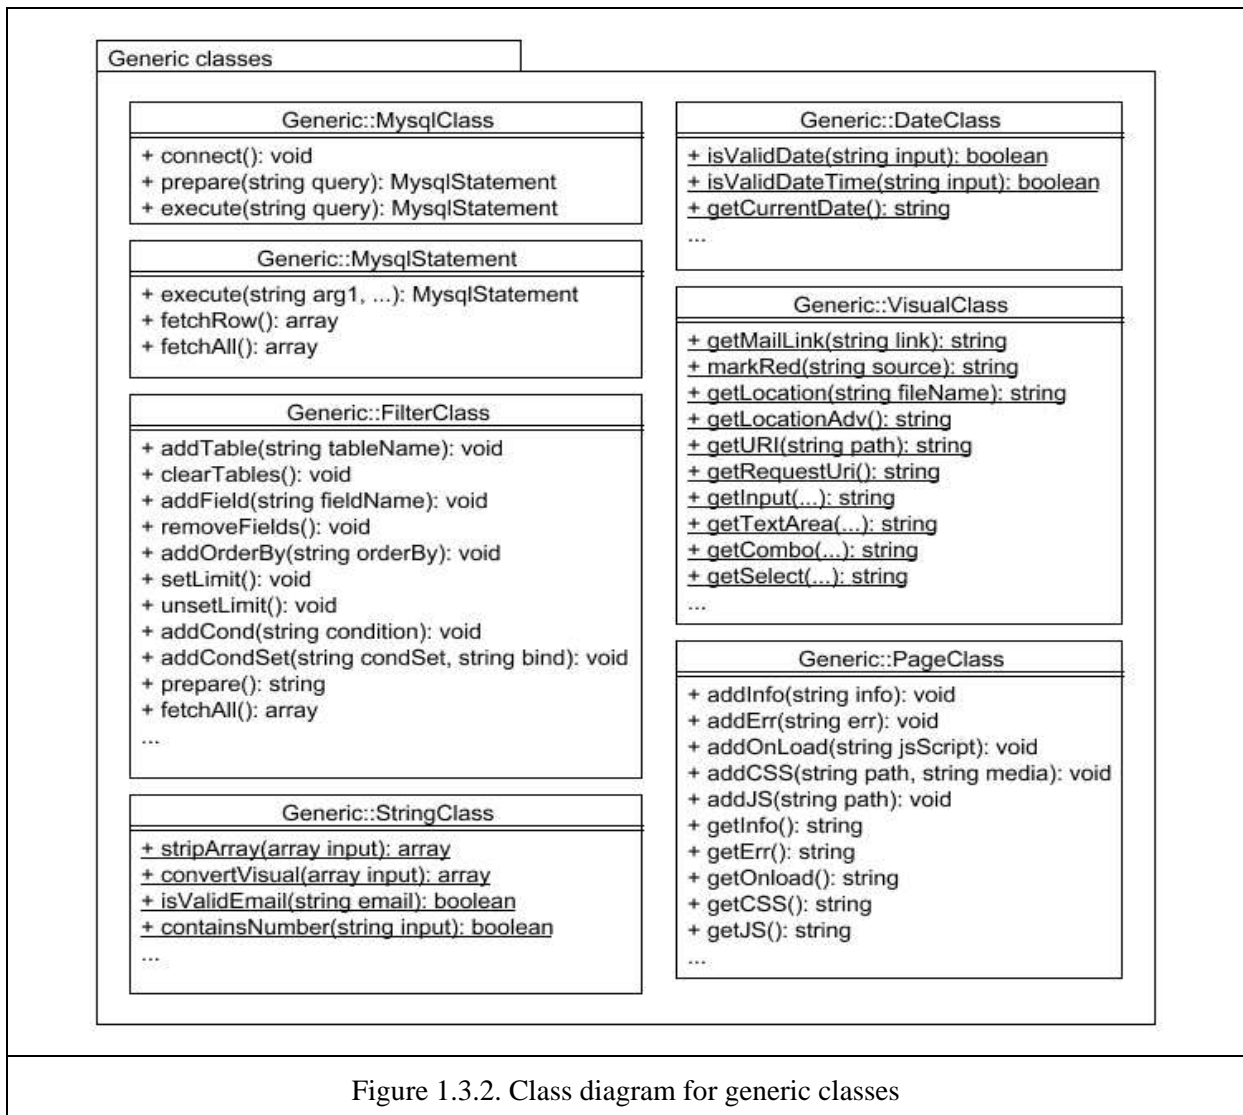 Generic classes
Generic::MysqlClass
+ connect(): void
+ prepare(string query): MysqlStatement
+ execute(string query): MysqlStatement
Generic::MysqlStatement
+ execute(string arg1, ...): MysqlStatement
+ fetchRow(): array
+ fetchAll(): array
Generic::FilterClass
+ addTable(string tableName): void
+ clearTables(): void
+ addField(string fieldName): void
+ removeFields(): void
+ addOrderBy(string orderBy): void
+ setLimit(): void
+ unsetLimit(): void
+ addCond(string condition): void
+ addCondSet(string condSet, string bind): void
+ prepare(): string
+ fetchAll(): array
...
Generic::StringClass
+ stripArray(array input): array
+ convertVisual(array input): array
+ isValidEmail(string email): boolean
+ containsNumber(string input): boolean
...
Generic::DateClass
+ isValidDate(string input): boolean
+ isValidDateTime(string input): boolean
+ getCurrentDate(): string
...
Generic::VisualClass
+ getMailLink(string link): string
+ markRed(string source): string
+ getLocation(string fileName): string
+ getLocationAdv(): string
+ getURI(string path): string
+ getRequestUri(): string
+ getInput(...): string
+ getTextArea(...): string
+ getCombo(...): string
+ getSelect(...): string
...
Generic::PageClass
+ addInfo(string info): void
+ addErr(string err): void
+ addOnLoad(string jsScript): void
+ addCSS(string path, string media): void
+ addJS(string path): void
+ getInfo(): string
+ getErr(): string
+ getOnload(): string
+ getCSS(): string
+ getJS(): string
...
Figure 1.3.2. Class diagram for generic classes